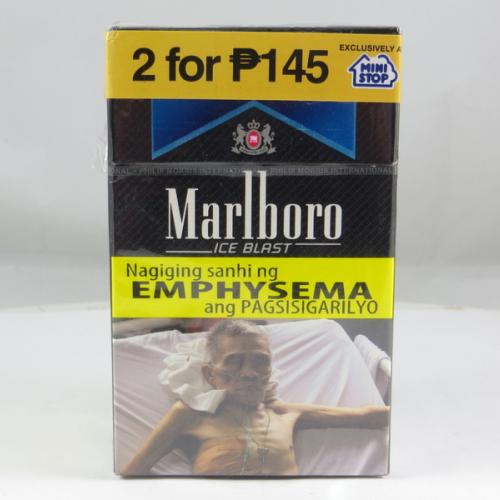 2 for ₱145
EXCLUSIVELY A
MINI
STOP
PHILIP MORRIS INTERNATIONAL
Marlboro
ICE BLAST
Nagiging sanhi ng
EMPHYSEMA
ang PAGSISIGARILYO